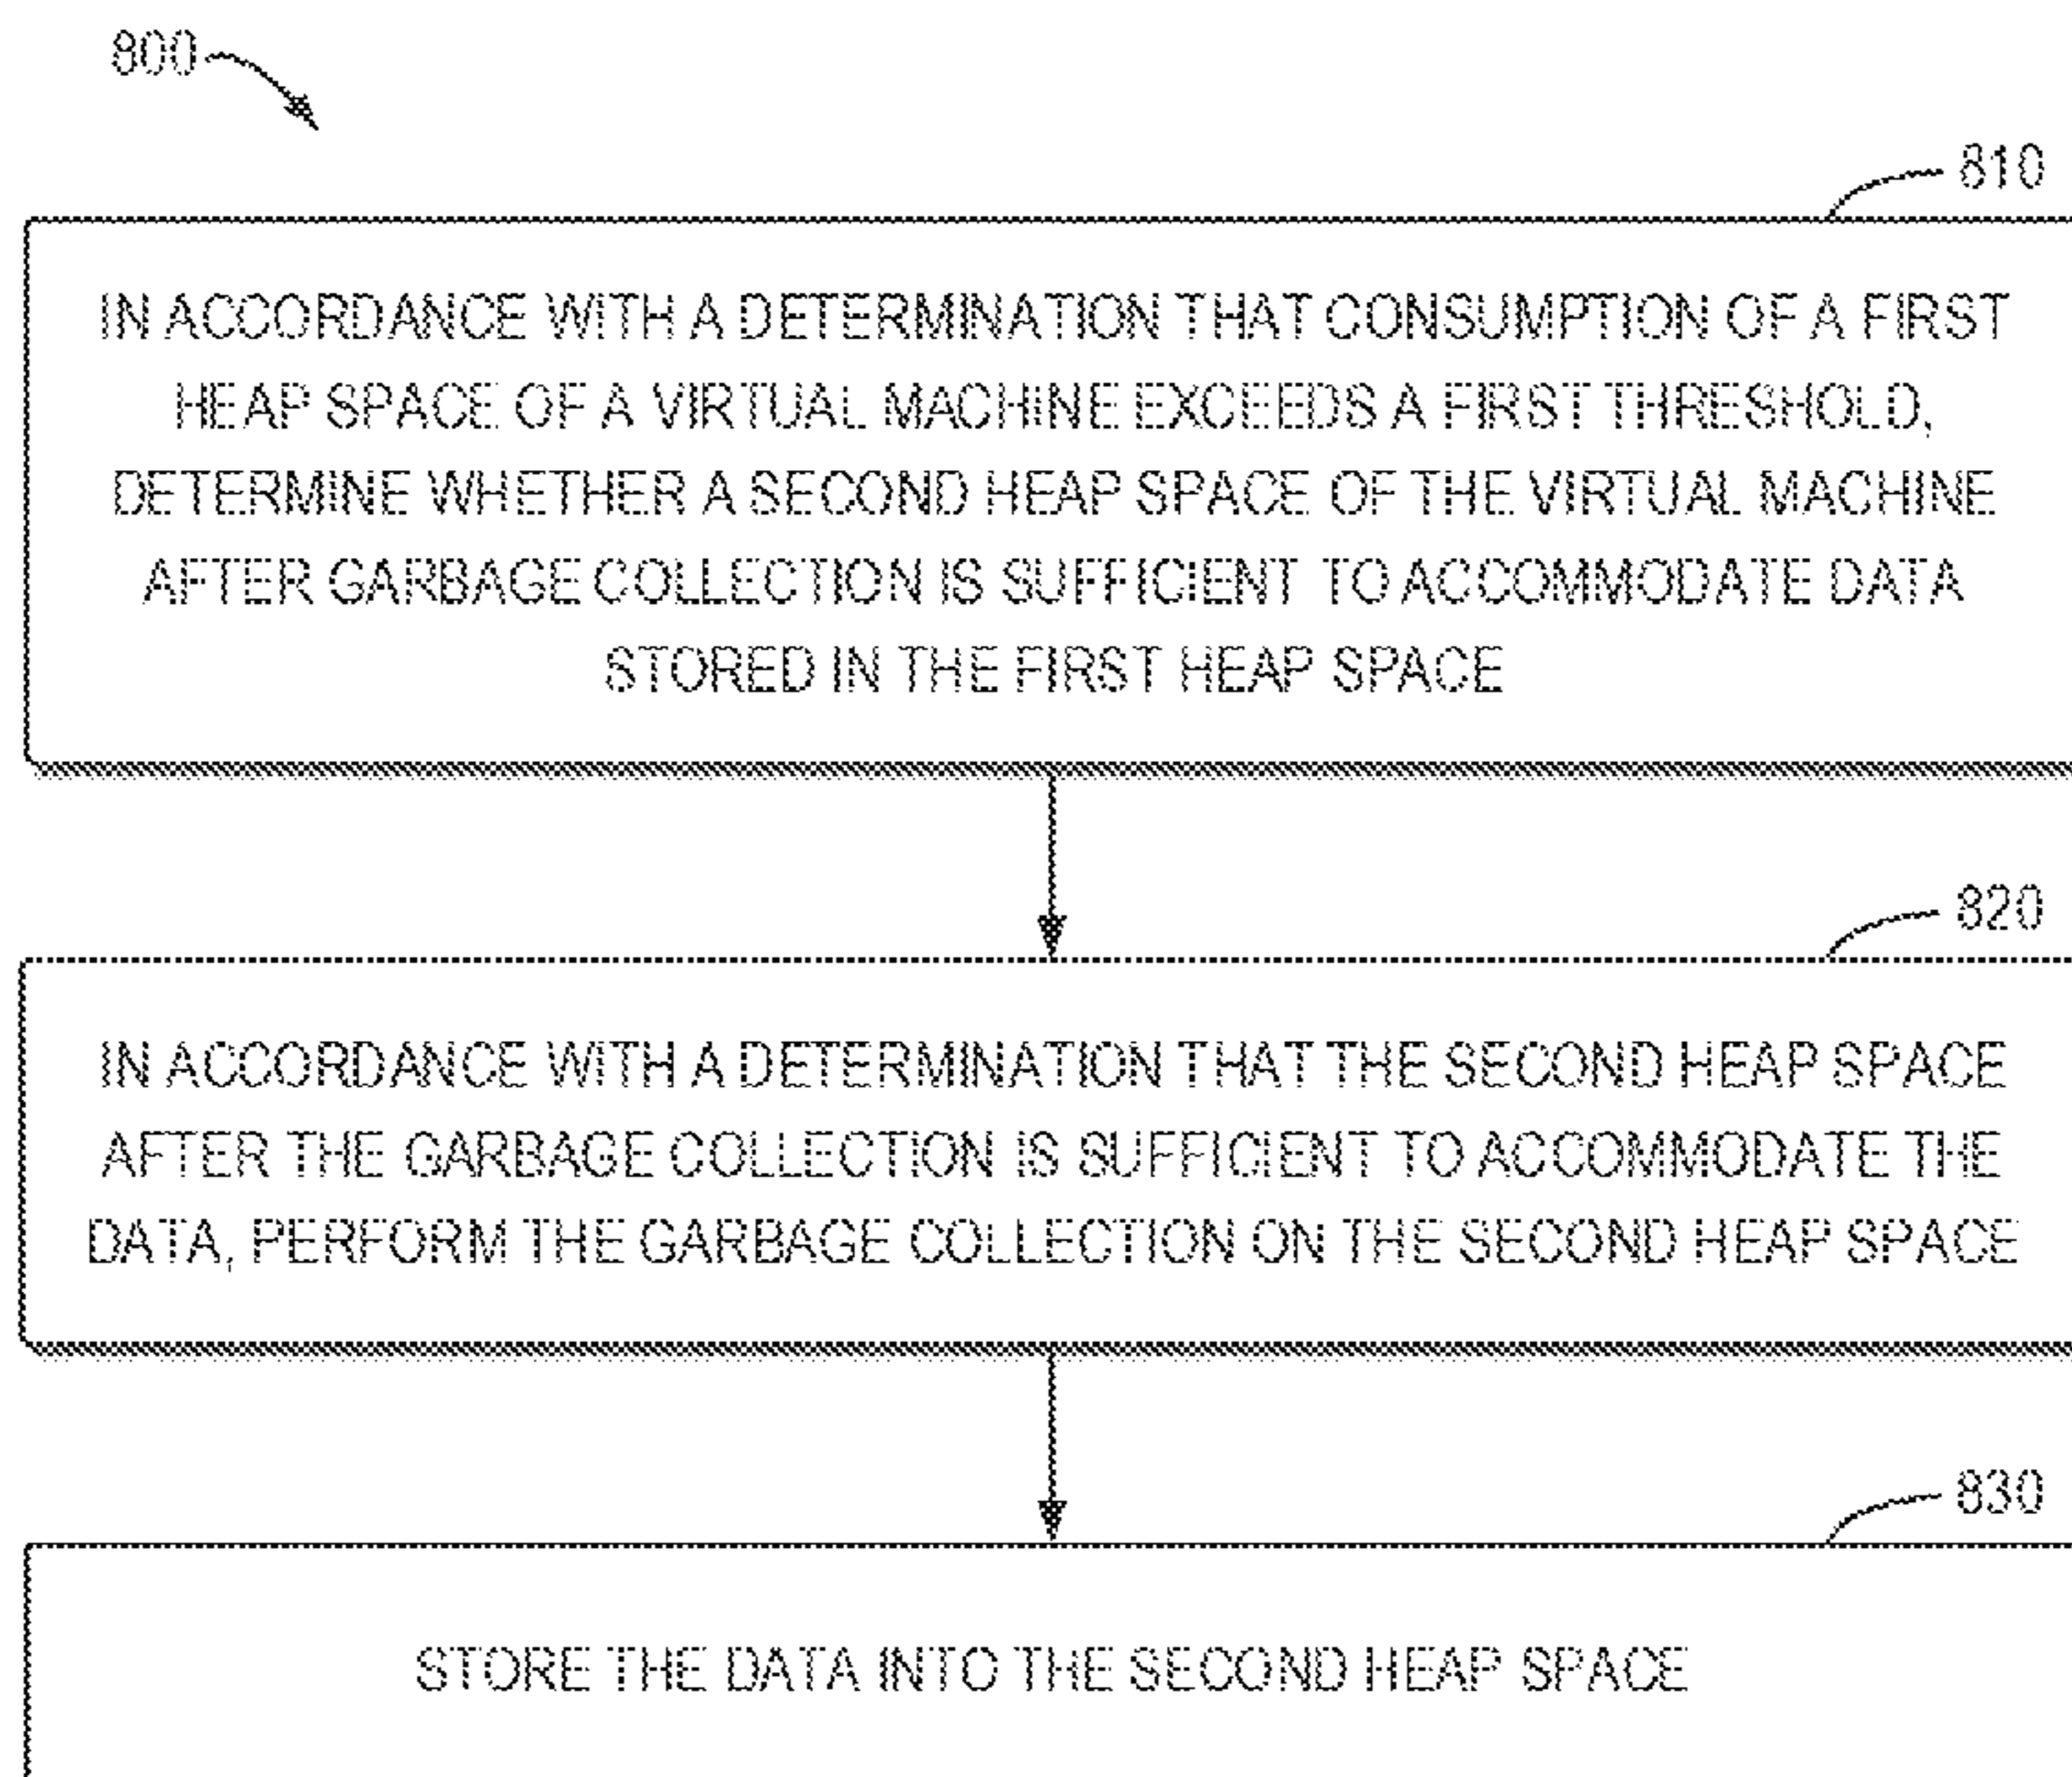 800
810
IN ACCORDANCE WITH A DETERMINATION THAT CONSUMPTION OF A FIRST
HEAP SPACE OF A VIRTUAL MACHINE EXCEEDS A FIRST THRESHOLD,
DETERMINE WHETHER A SECOND HEAP SPACE OF THE VIRTUAL MACHINE
AFTER GARBAGE COLLECTION IS SUFFICIENT TO ACCOMMODATE DATA
STORED IN THE FIRST HEAP SPACE
820
IN ACCORDANCE WITH A DETERMINATION THAT THE SECOND HEAP SPACE
AFTER THE GARBAGE COLLECTION IS SUFFICIENT TO ACCOMMODATE THE
DATA, PERFORM THE GARBAGE COLLECTION ON THE SECOND HEAP SPACE
830
STORE THE DATA INTO THE SECOND HEAP SPACE